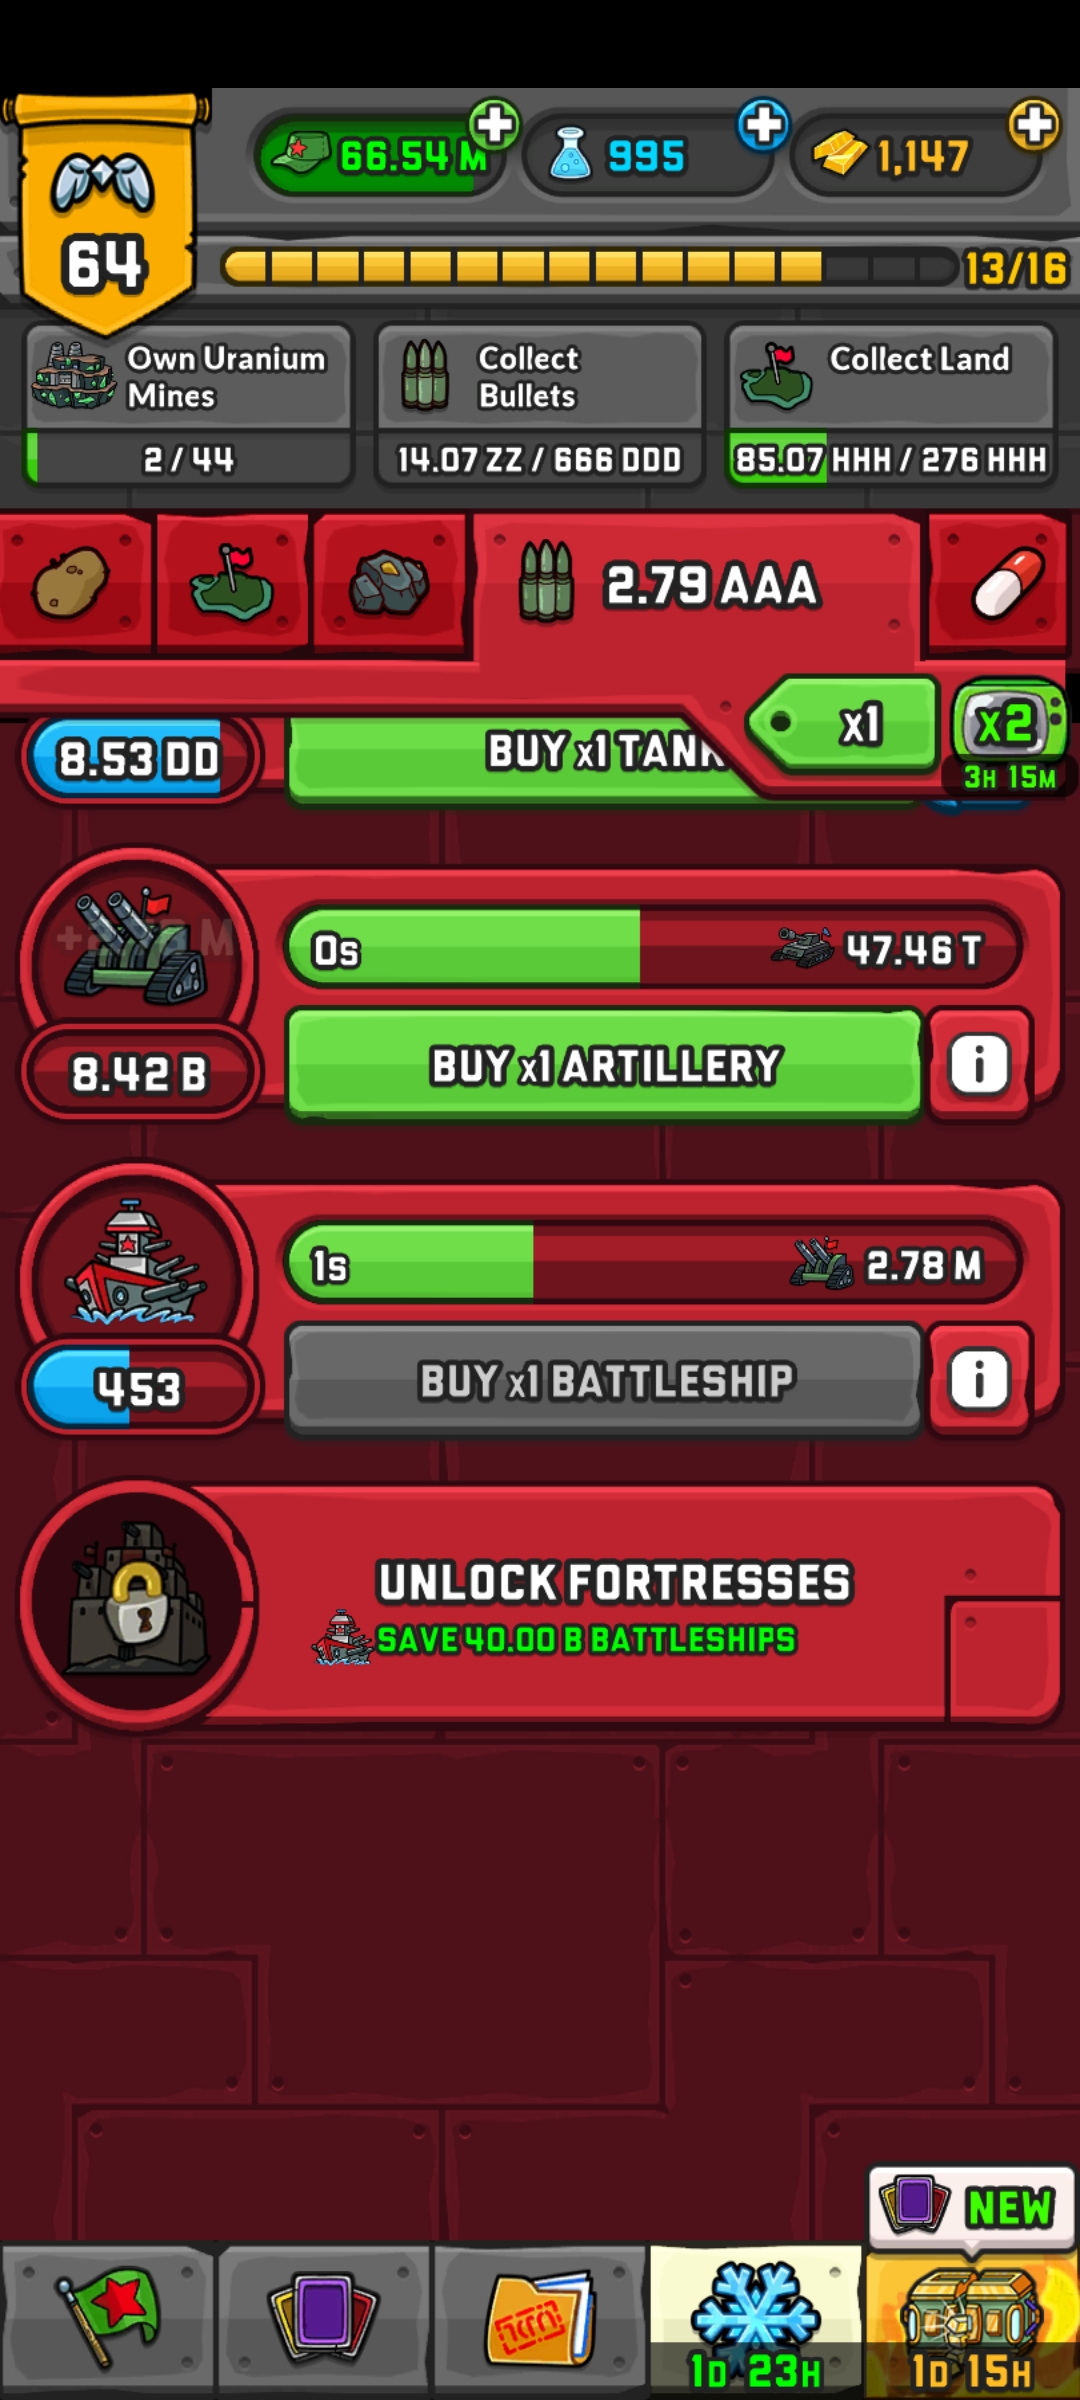 66.54 M
995
1,147
64
13/16
Own Uranium
Mines
2 / 44
Collect
Bullets
14.07 ZZ / 666 DDD
Collect Land
85.07 HHH / 276 HHH
2.79 AAA
x1
x2
3H 15M
8.53 DD
BUY x1 TANK
0s
47.46 T
8.42 B
BUY x1 ARTILLERY
i
1s
2.78 M
453
BUY x1 BATTLESHIP
i
UNLOCK FORTRESSES
SAVE 40.00 B BATTLESHIPS
NEW
1D 23H
1D 15H